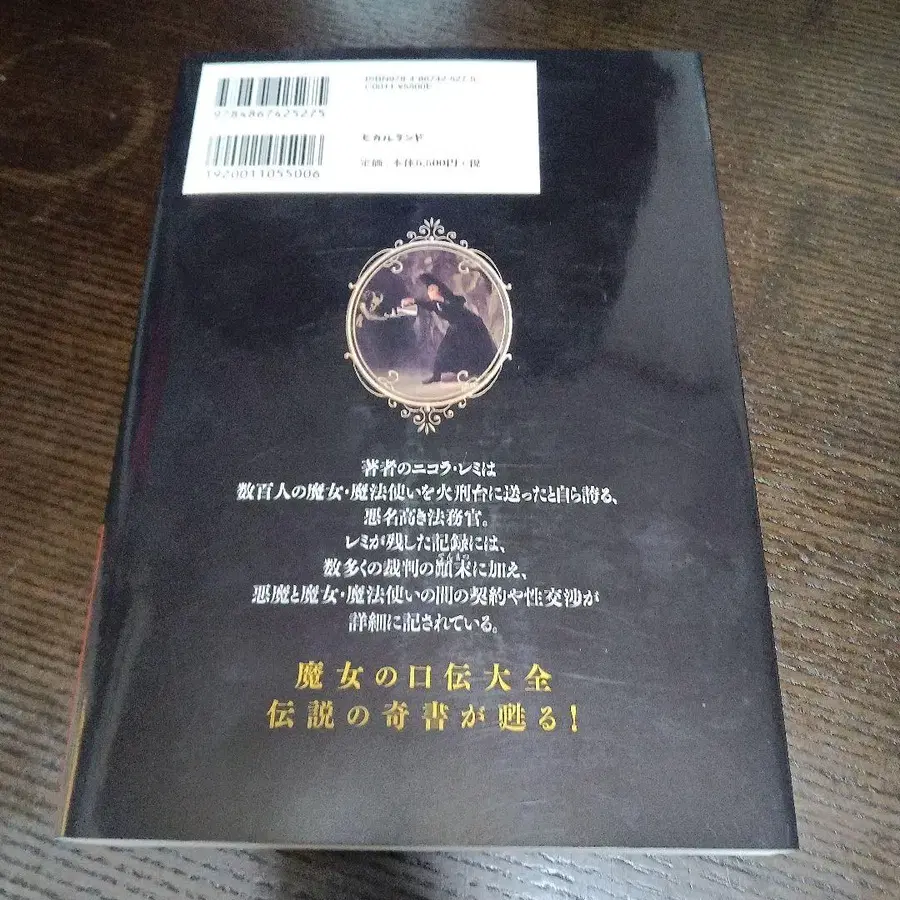 ISBN978-4-86742-527-5
C0011 ¥5500E
9784867425275
ヒカルランド
定価 本体5,500円+税
1920011055006
著者のニコラ・レミは
数百人の魔女・魔法使いを火刑台に送ったと自ら誇る、
悪名高き法務官。
レミが残した記録には、
てんまつ
数多くの裁判の顛末に加え、
悪魔と魔女・魔法使いの間の契約や性交渉が
詳細に記されている。
魔女の口伝大全
伝説の奇書が甦る!